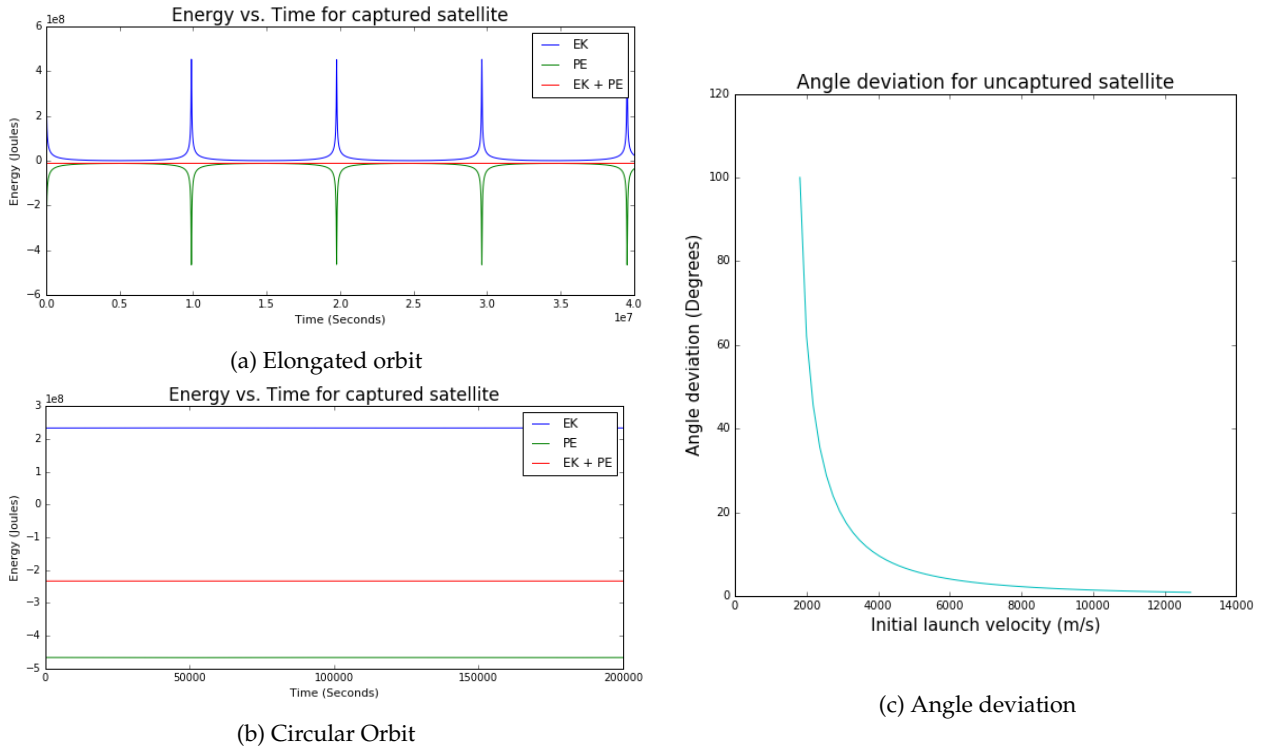 Energy vs. Time for captured satellite
1e8
6
4
2
0
−2
−4
−6
Energy (Joules)
EK
PE
EK + PE
0.0 0.5 1.0 1.5 2.0 2.5 3.0 3.5 4.0
1e7
Time (Seconds)
(a) Elongated orbit
Energy vs. Time for captured satellite
1e8
3
2
1
0
−1
−2
−3
−4
−5
Energy (Joules)
EK
PE
EK + PE
0 50000 100000 150000 200000
Time (Seconds)
(b) Circular Orbit
Angle deviation for uncaptured satellite
120
100
80
60
40
20
0
Angle deviation (Degrees)
0 2000 4000 6000 8000 10000 12000 14000
Initial launch velocity (m/s)
(c) Angle deviation